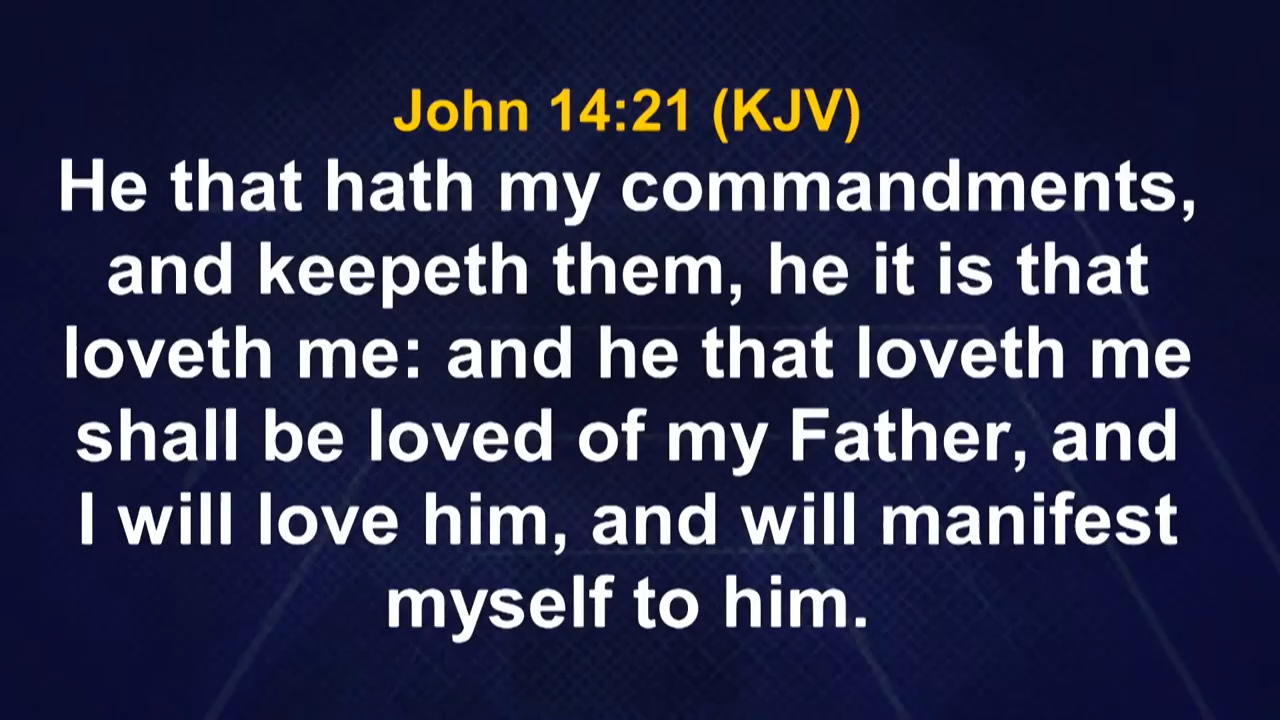 John 14:21 (KJV)
He that hath my commandments,
and keepeth them, he it is that
loveth me: and he that loveth me
shall be loved of my Father, and
I will love him, and will manifest
myself to him.